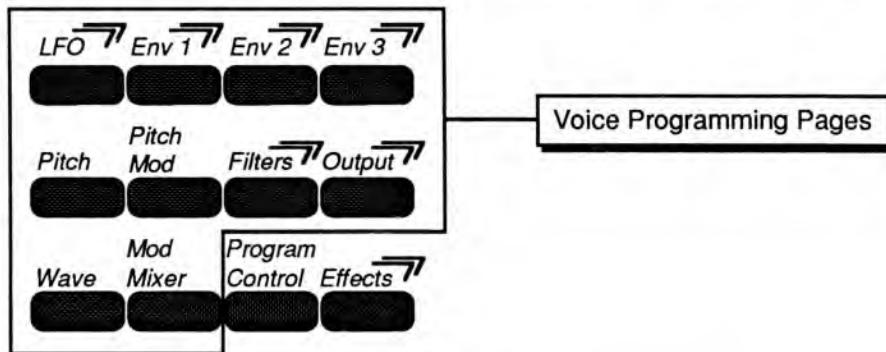 LFO Env 1 Env 2 Env 3
Voice Programming Pages
Pitch Pitch Mod Filters Output
Wave Mod Mixer Program Control Effects